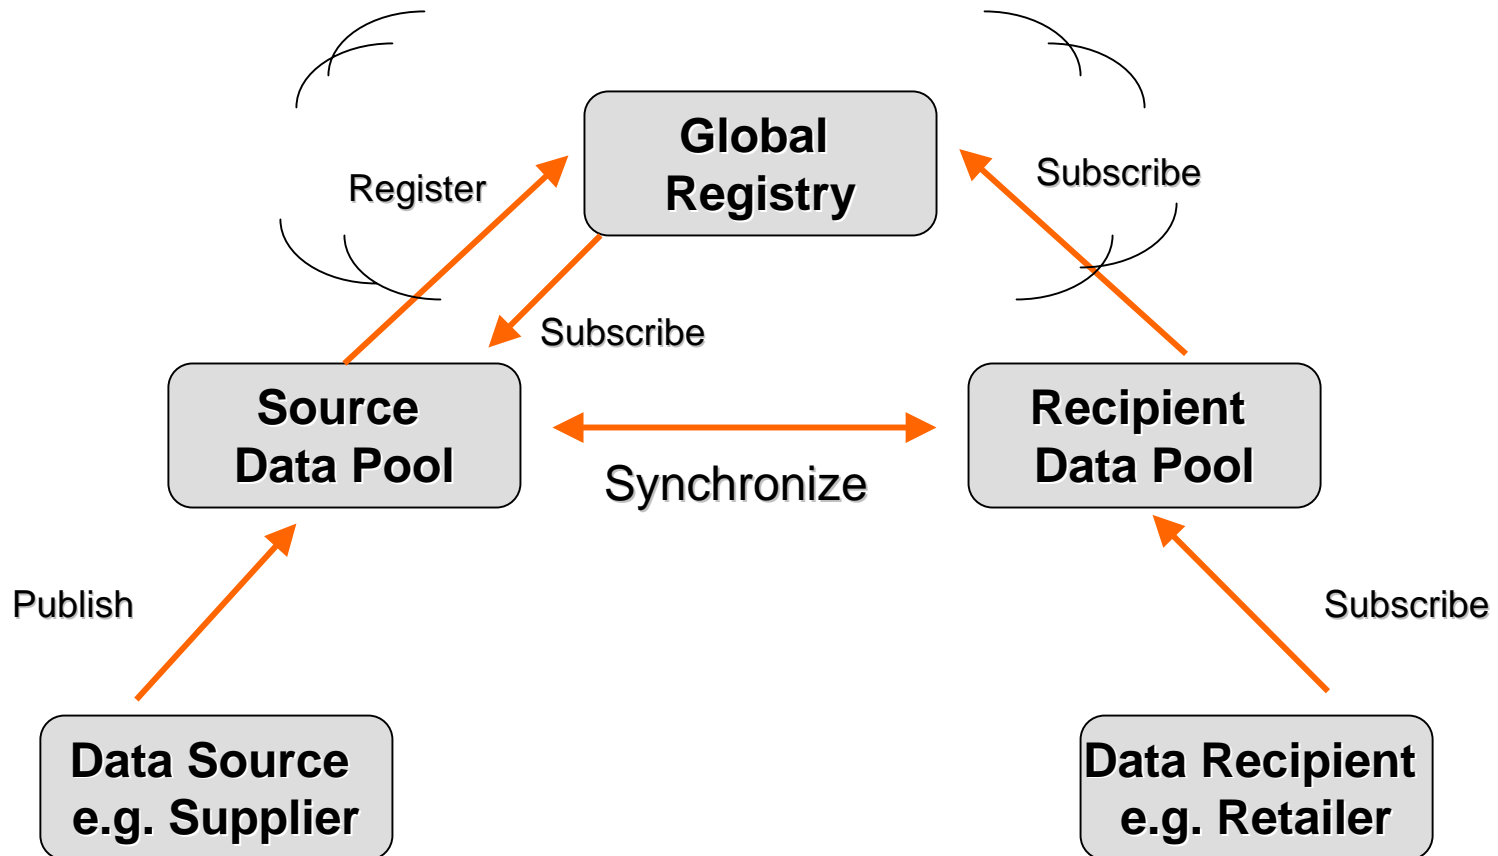 Global
Registry
Register
Subscribe
Subscribe
Source
Data Pool
Recipient
Data Pool
Synchronize
Publish
Subscribe
Data Source
e.g. Supplier
Data Recipient
e.g. Retailer